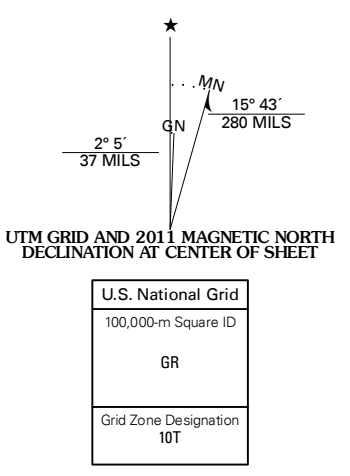 ★
MN
GN
15° 43´
280 MILS
2° 5´
37 MILS
UTM GRID AND 2011 MAGNETIC NORTH
DECLINATION AT CENTER OF SHEET
U.S. National Grid
100,000-m Square ID
GR
Grid Zone Designation
10T